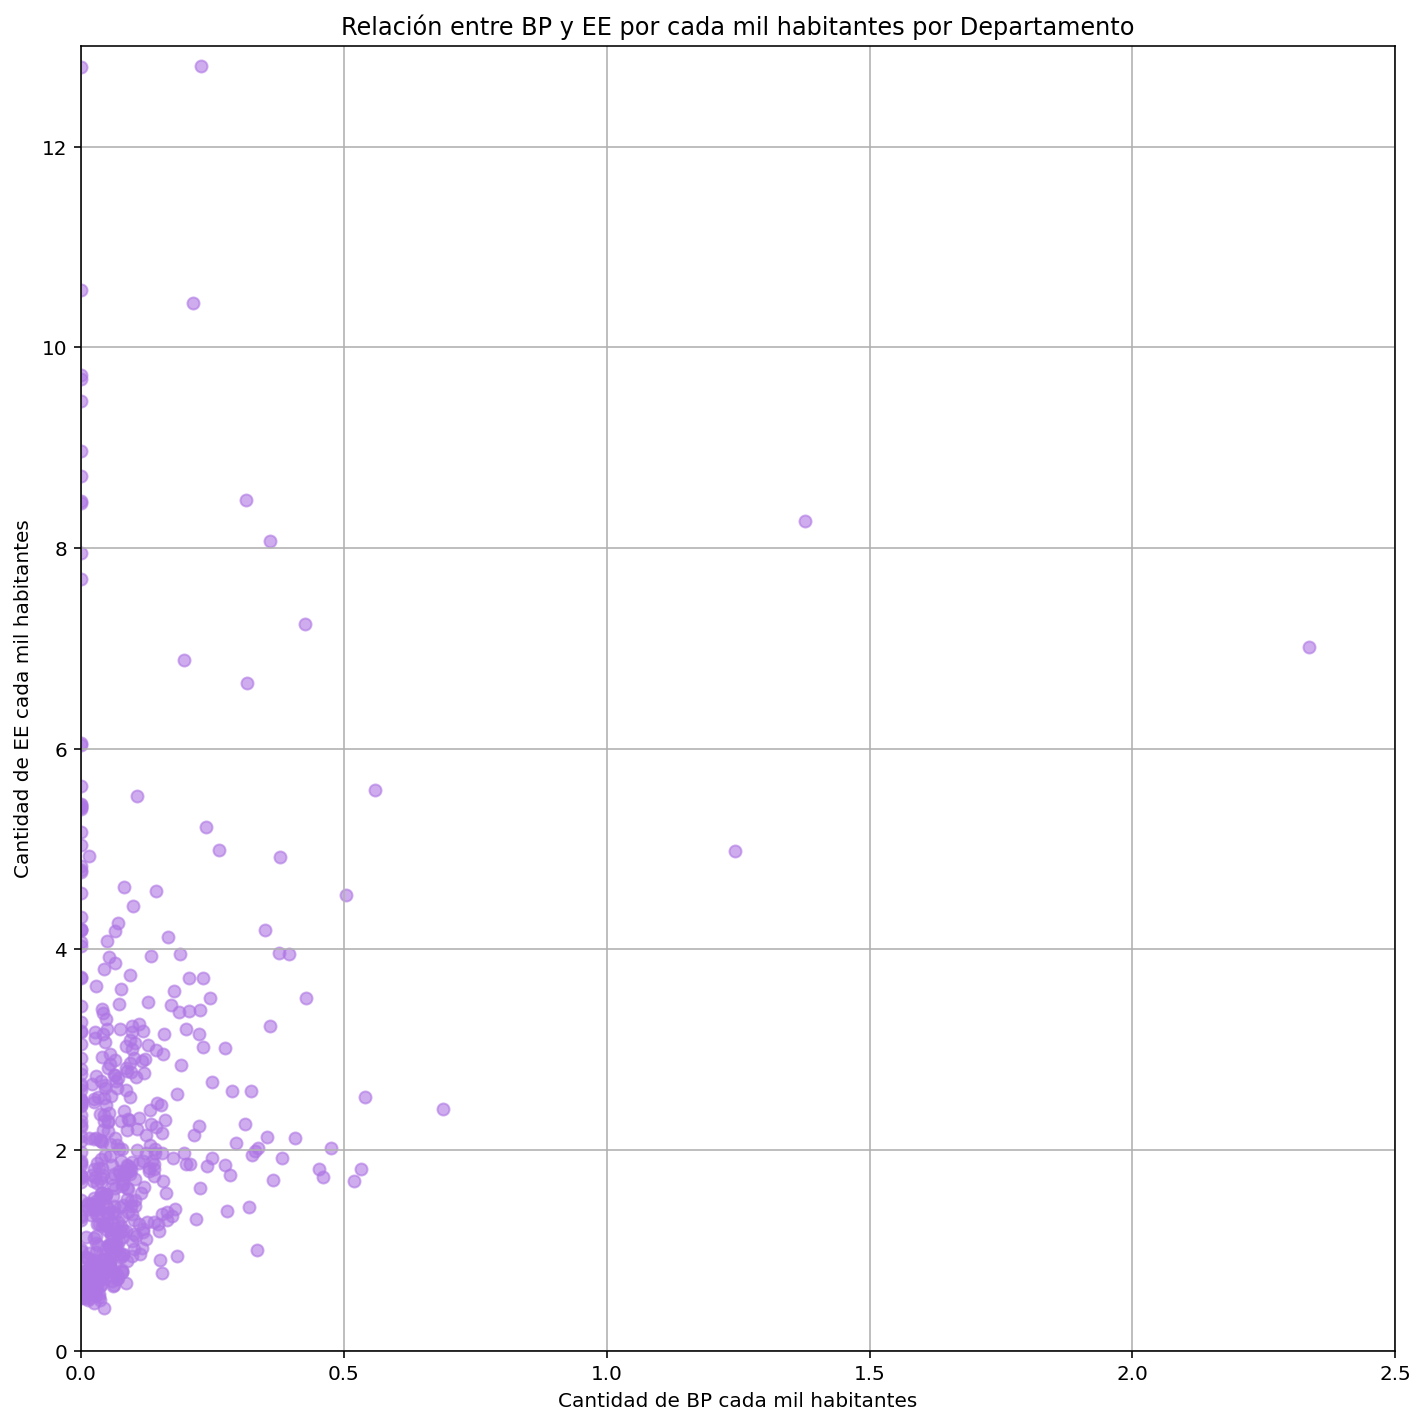 Relación entre BP y EE por cada mil habitantes por Departamento
12
10
8
6
4
2
0
Cantidad de EE cada mil habitantes
0.0 0.5 1.0 1.5 2.0 2.5
Cantidad de BP cada mil habitantes